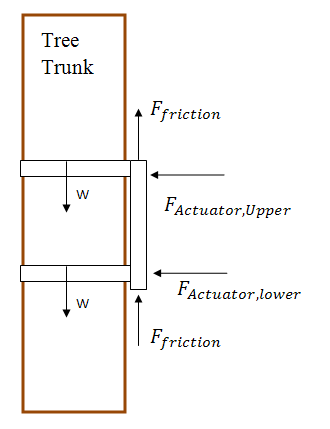 Tree
Trunk
F_friction
W
F_Actuator,Upper
F_Actuator,lower
W
F_friction